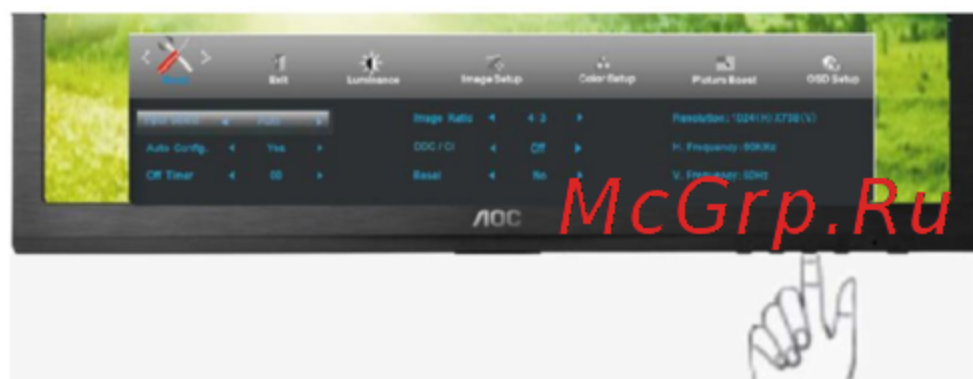 Exit
Luminance
Image Setup
Color Setup
Picture Boost
OSD Setup
Image Ratio 4:3
Auto Config. Yes
DDC / CI Off
Off Timer 00
Reset No
V. Frequency: 60Hz
AOC
McGrp.Ru